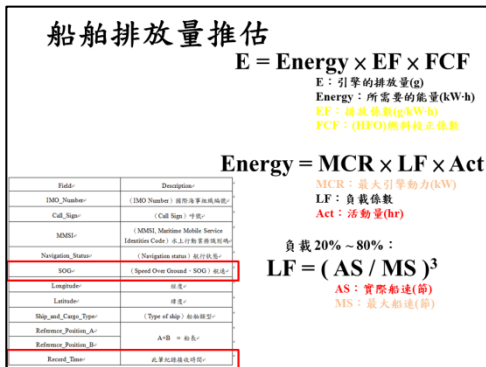 船舶排放量推估
E = Energy × EF × FCF
E：引擎的排放量(g)
Energy：所需要的能量(kW·h)
EF：排放係數(g/kW·h)
FCF：(HFO)燃料校正係數
Energy = MCR × LF × Act
MCR：最大引擎動力(kW)
LF：負載係數
Act：活動量(hr)
負載 20% ~ 80%：
LF = ( AS / MS )³
AS：實際船速(節)
MS：最大船速(節)
Field Description
IMO_Number (IMO Number) 國際海事組織編號
Call_Sign (Call Sign) 呼號
MMSI (MMSI, Maritime Mobile Service
Identities Code) 水上行動業務識別碼
Navigation_Status (Navigation status) 航行狀態
SOG (Speed Over Ground，SOG) 航速
Longitude 經度
Latitude 緯度
Ship_and_Cargo_Type (Type of ship) 船舶類型
Reference_Position_A
A+B = 船長
Reference_Position_B
Record_Time 此筆紀錄接收時間